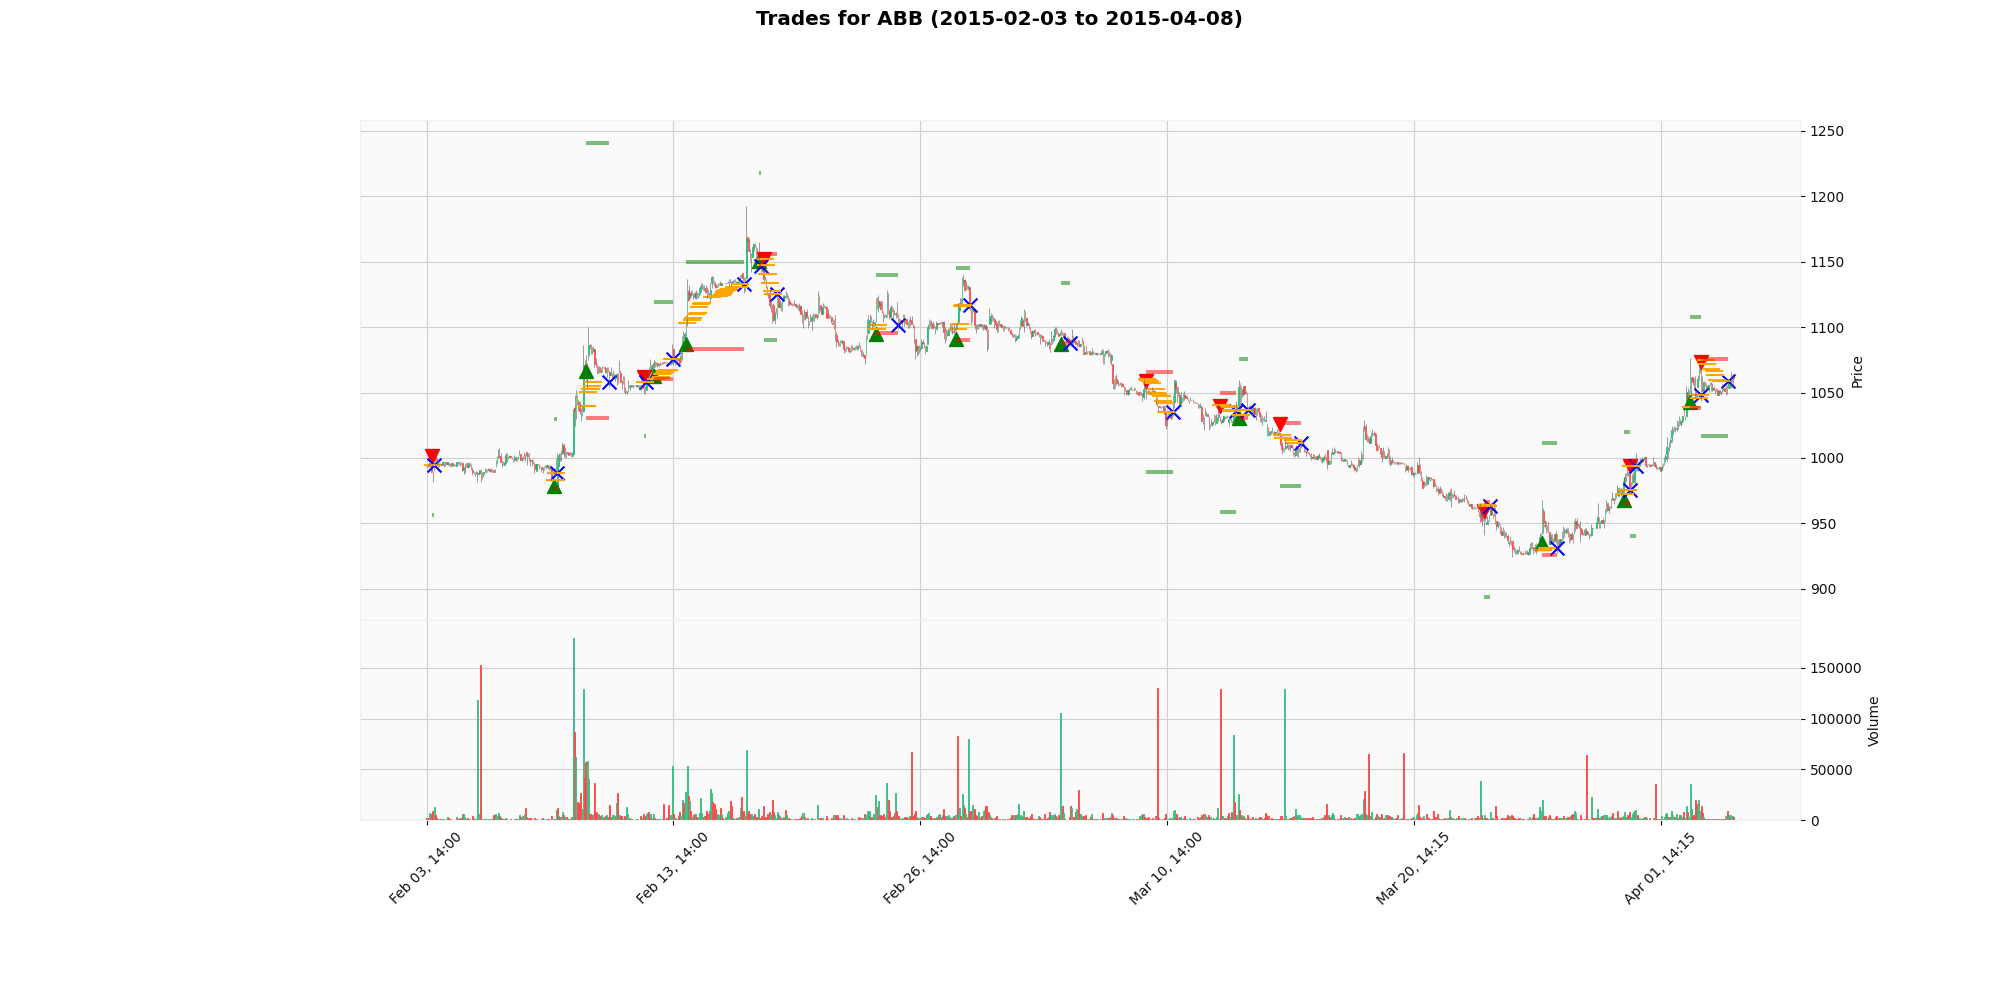 Trades for ABB (2015-02-03 to 2015-04-08)
1250
1200
1150
1100
1050
1000
950
900
Price
150000
100000
50000
0
Volume
Feb 03, 14:00
Feb 13, 14:00
Feb 26, 14:00
Mar 10, 14:00
Mar 20, 14:15
Apr 01, 14:15